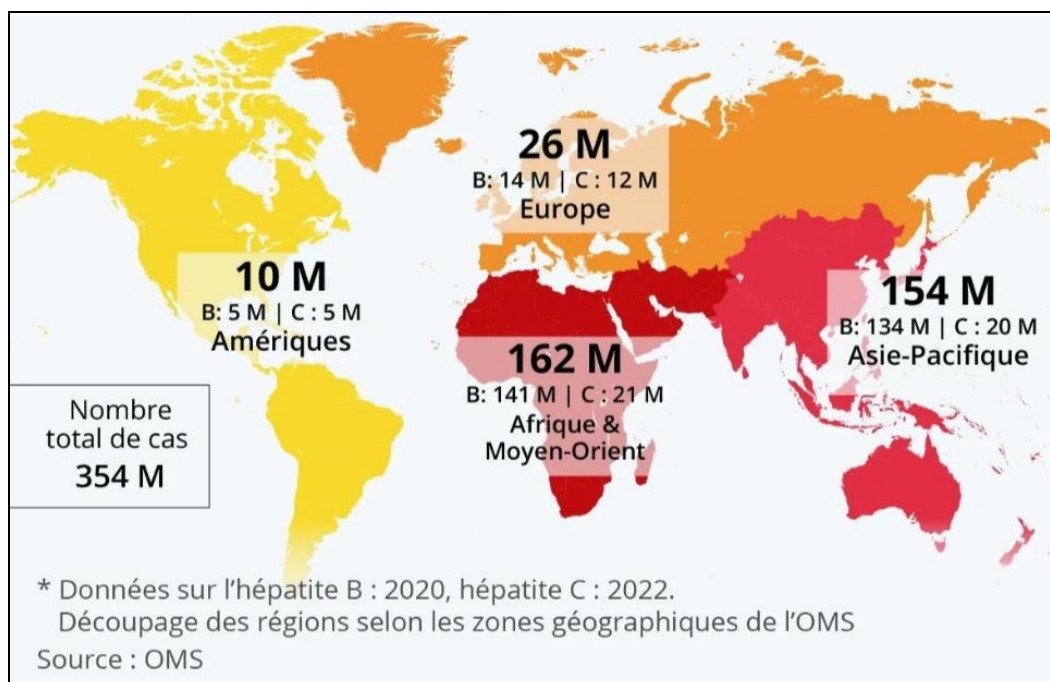 26 M
B: 14 M | C : 12 M
Europe
10 M
B: 5 M | C : 5 M
Amériques
154 M
B: 134 M | C : 20 M
Asie-Pacifique
162 M
B: 141 M | C : 21 M
Afrique &
Moyen-Orient
Nombre
total de cas
354 M
* Données sur l'hépatite B : 2020, hépatite C : 2022.
Découpage des régions selon les zones géographiques de l'OMS
Source : OMS